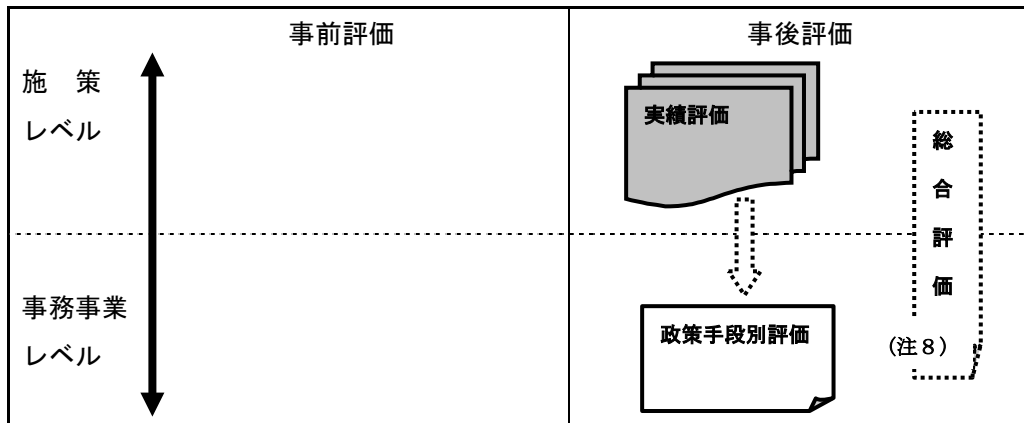 事前評価
事後評価
施　策
レベル
実績評価
総合評価
(注８)
事務事業
レベル
政策手段別評価